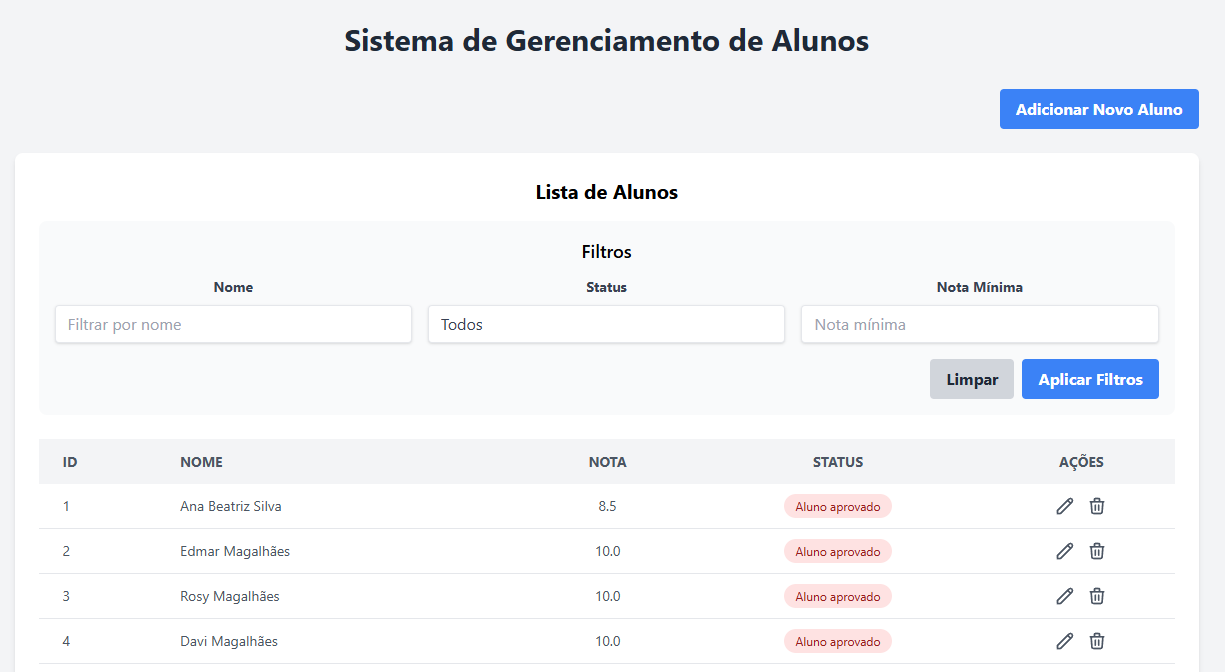 Sistema de Gerenciamento de Alunos
Adicionar Novo Aluno
Lista de Alunos
Filtros
Nome Status Nota Mínima
Filtrar por nome Todos Nota mínima
Limpar Aplicar Filtros
ID NOME NOTA STATUS AÇÕES
1 Ana Beatriz Silva 8.5 Aluno aprovado
2 Edmar Magalhães 10.0 Aluno aprovado
3 Rosy Magalhães 10.0 Aluno aprovado
4 Davi Magalhães 10.0 Aluno aprovado